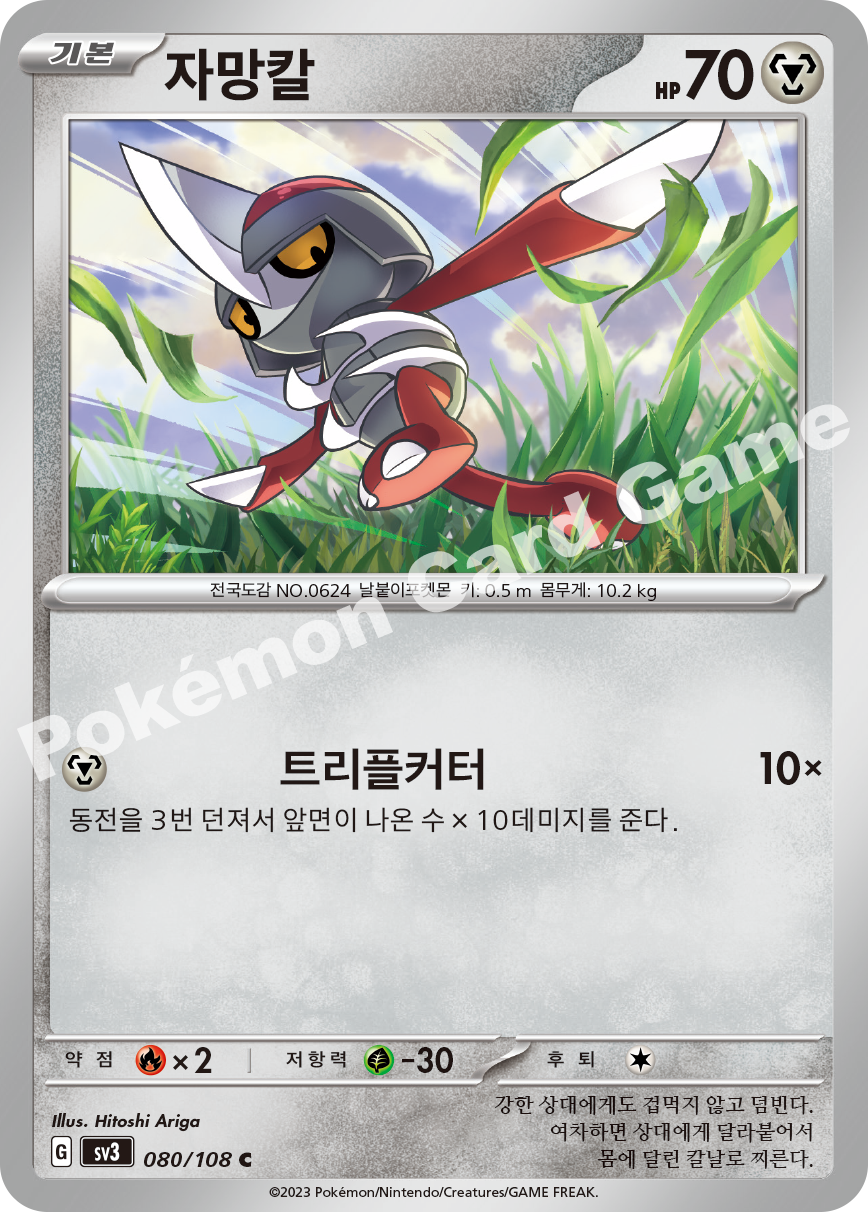 기본 자망칼 HP 70
전국도감 NO.0624 날붙이포켓몬 키: 0.5 m 몸무게: 10.2 kg
Pokémon Card Game
트리플커터 10×
동전을 3번 던져서 앞면이 나온 수 × 10데미지를 준다.
약점 ×2 저항력 -30 후퇴
강한 상대에게도 겁먹지 않고 덤빈다.
여차하면 상대에게 달라붙어서
몸에 달린 칼날로 찌른다.
Illus. Hitoshi Ariga
G sv3 080/108 C
©2023 Pokémon/Nintendo/Creatures/GAME FREAK.